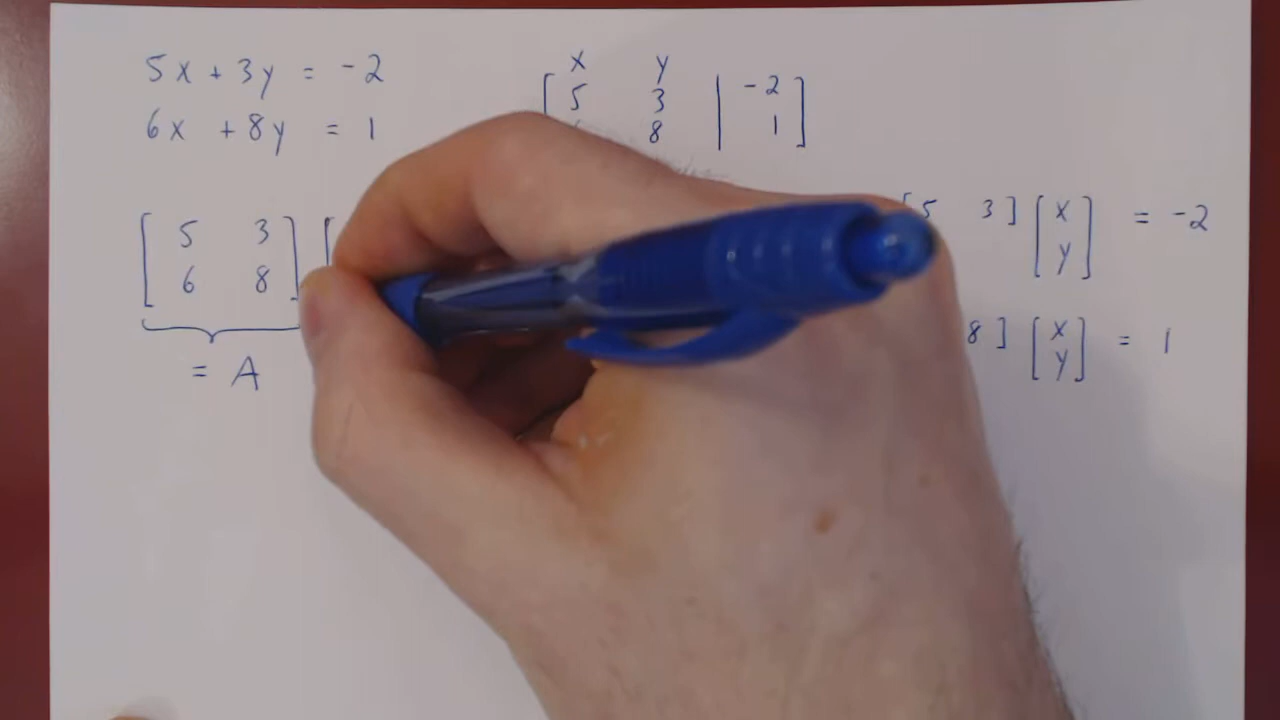 5x + 3y = -2
6x + 8y = 1
x y
[ 5 3 | -2 ]
8 | 1
[ 5 3 ] [
6 8
= A
[ 5 3 ] [ x y ] = -2
8 ] [ x y ] = 1